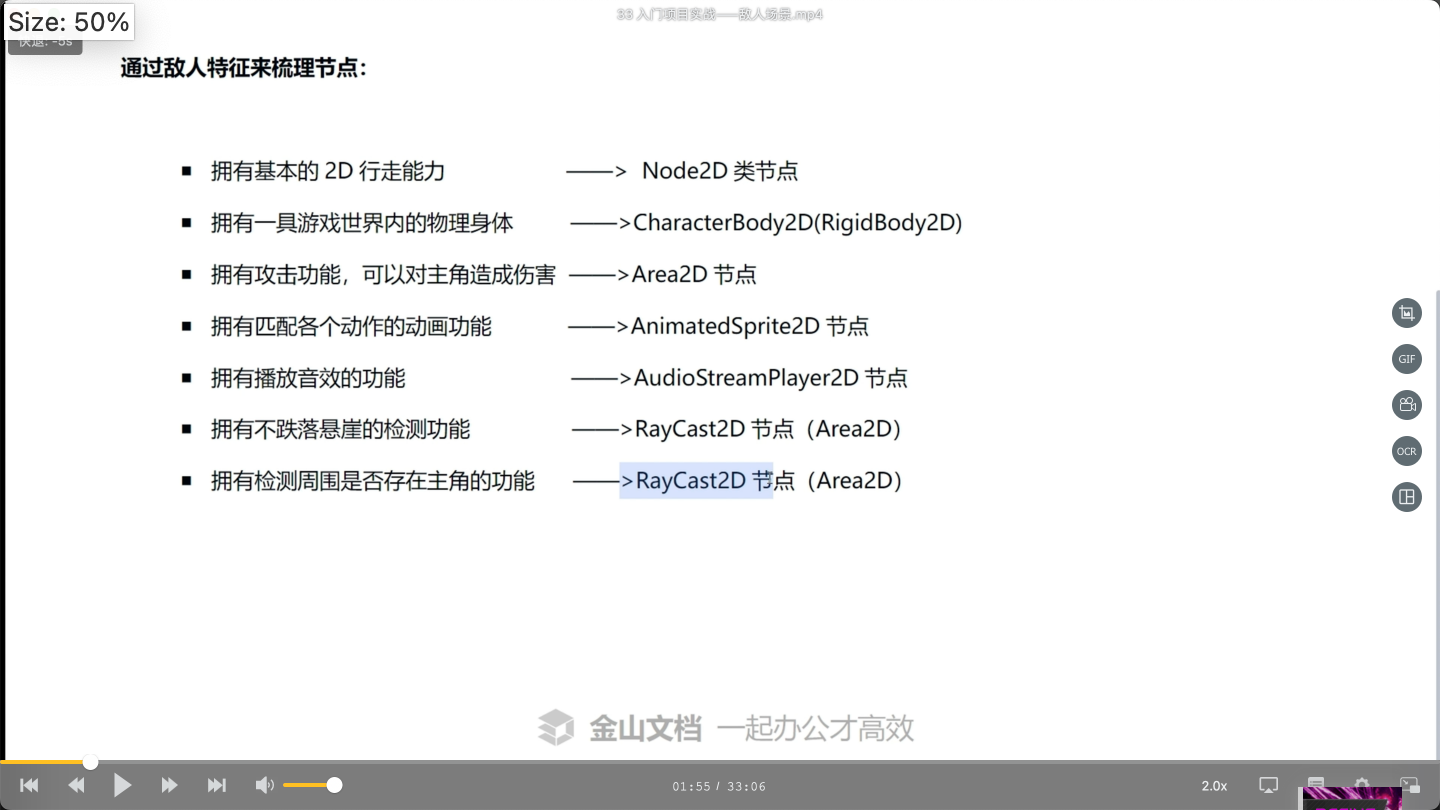 Size: 50%
33 入门项目实战——敌人场景.mp4
快退: -5s
通过敌人特征来梳理节点：
■ 拥有基本的 2D 行走能力 ——> Node2D 类节点
■ 拥有一具游戏世界内的物理身体 ——>CharacterBody2D(RigidBody2D)
■ 拥有攻击功能，可以对主角造成伤害 ——>Area2D 节点
■ 拥有匹配各个动作的动画功能 ——>AnimatedSprite2D 节点
■ 拥有播放音效的功能 ——>AudioStreamPlayer2D 节点
■ 拥有不跌落悬崖的检测功能 ——>RayCast2D 节点（Area2D）
■ 拥有检测周围是否存在主角的功能 ——>RayCast2D 节点（Area2D）
GIF
OCR
金山文档 一起办公才高效
01:55 / 33:06
2.0x